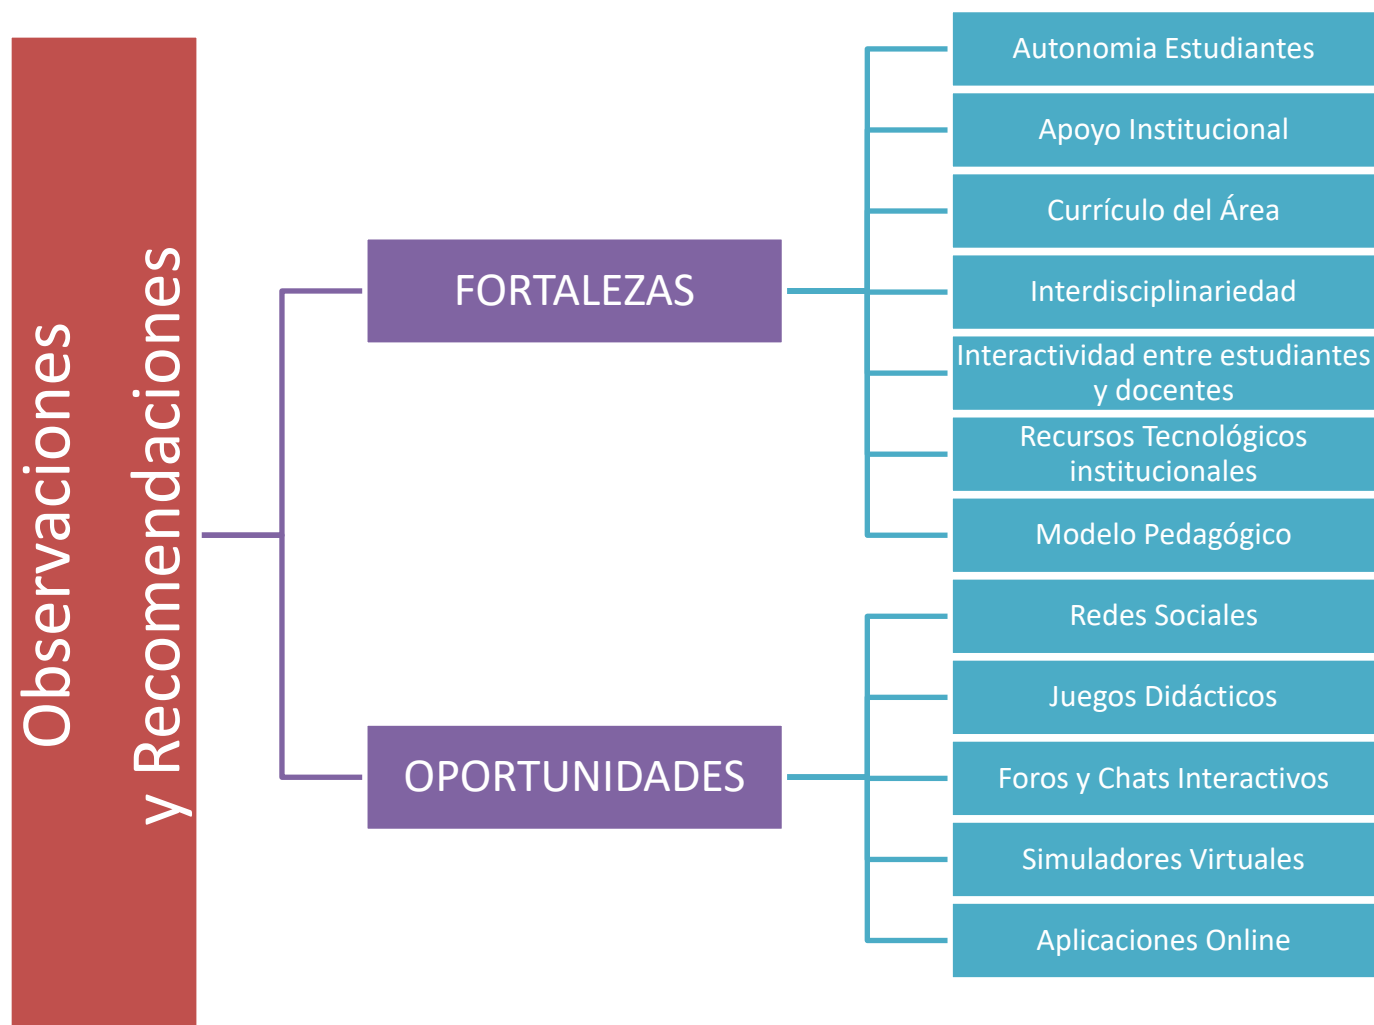 Observaciones
y Recomendaciones
FORTALEZAS
Autonomia Estudiantes
Apoyo Institucional
Currículo del Área
Interdisciplinariedad
Interactividad entre estudiantes
y docentes
Recursos Tecnológicos
institucionales
Modelo Pedagógico
OPORTUNIDADES
Redes Sociales
Juegos Didácticos
Foros y Chats Interactivos
Simuladores Virtuales
Aplicaciones Online